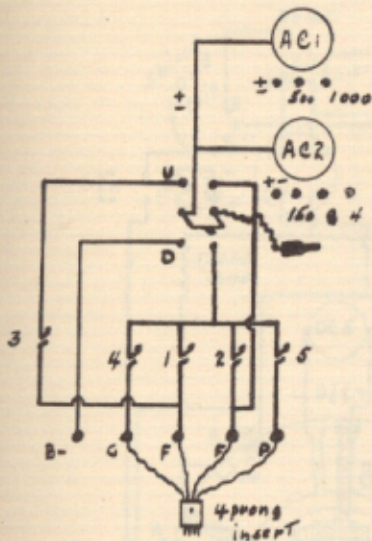 AC1
± 500 1000
±
AC2
+-
150 8 4
U
D
3
4 1 2 5
B- G F F P
4 prong
insert